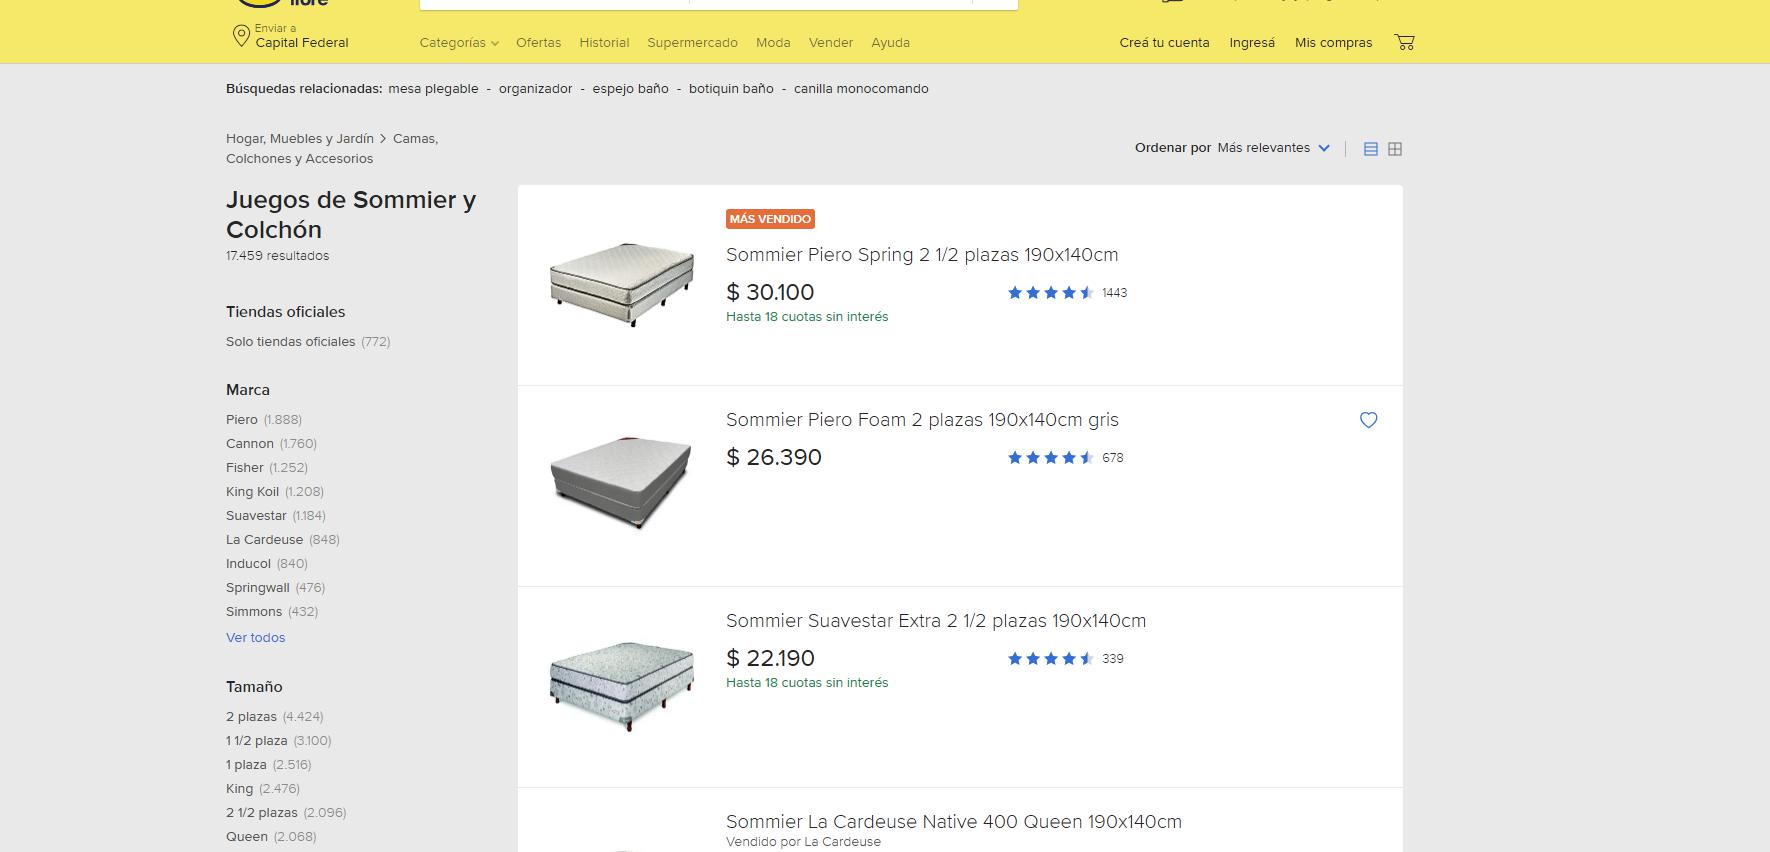 libre
Enviar a
Capital Federal
Categorías
Ofertas
Historial
Supermercado
Moda
Vender
Ayuda
Creá tu cuenta
Ingresá
Mis compras
Búsquedas relacionadas: mesa plegable - organizador - espejo baño - botiquin baño - canilla monocomando
Hogar, Muebles y Jardín > Camas,
Colchones y Accesorios
Ordenar por Más relevantes
Juegos de Sommier y
Colchón
17.459 resultados
Tiendas oficiales
Solo tiendas oficiales (772)
Marca
Piero (1.888)
Cannon (1.760)
Fisher (1.252)
King Koil (1.208)
Suavestar (1.184)
La Cardeuse (848)
Inducol (840)
Springwall (476)
Simmons (432)
Ver todos
Tamaño
2 plazas (4.424)
1 1/2 plaza (3.100)
1 plaza (2.516)
King (2.476)
2 1/2 plazas (2.096)
Queen (2.068)
MÁS VENDIDO
Sommier Piero Spring 2 1/2 plazas 190x140cm
$ 30.100
1443
Hasta 18 cuotas sin interés
Sommier Piero Foam 2 plazas 190x140cm gris
$ 26.390
678
Sommier Suavestar Extra 2 1/2 plazas 190x140cm
$ 22.190
339
Hasta 18 cuotas sin interés
Sommier La Cardeuse Native 400 Queen 190x140cm
Vendido por La Cardeuse